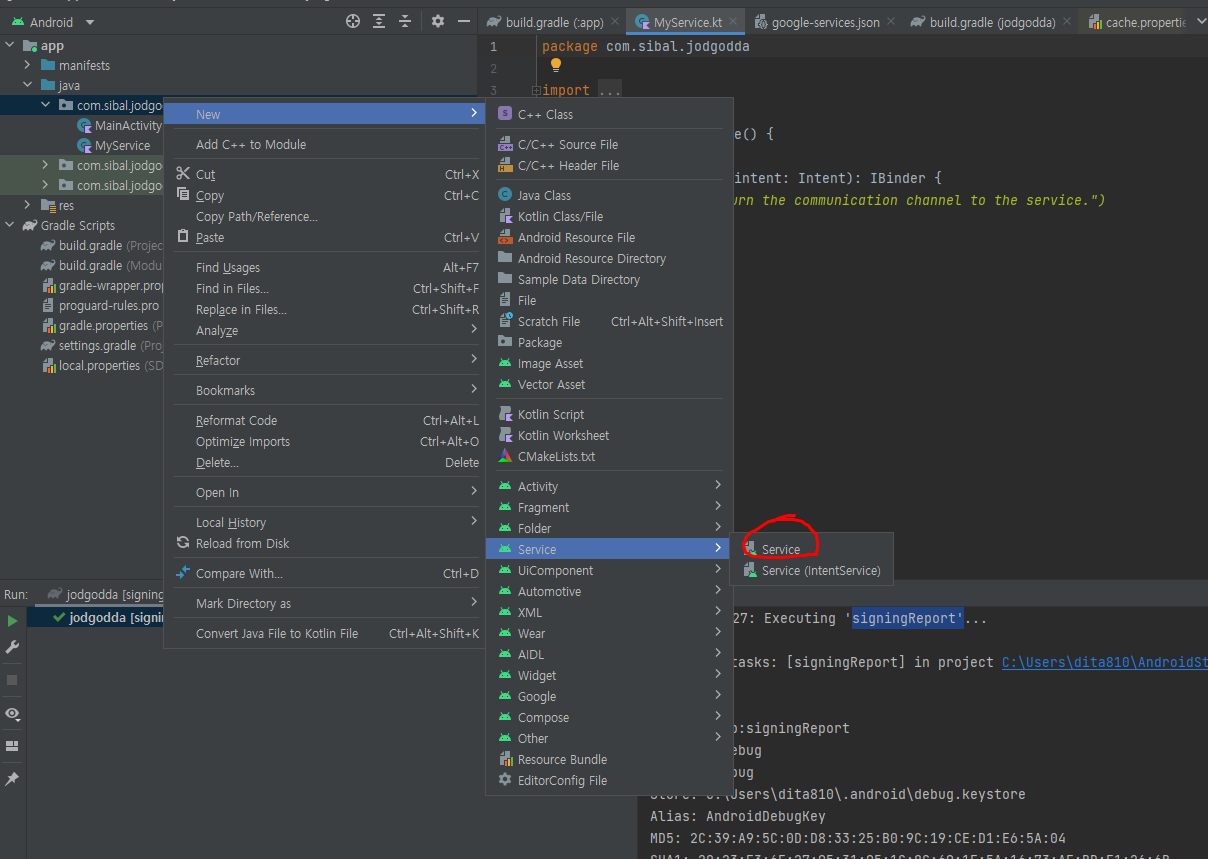 Android
build.gradle (:app)
MyService.kt
google-services.json
build.gradle (jodgodda)
cache.propertie
app
manifests
java
com.sibal.jodgo
MainActivity
MyService
com.sibal.jodgo
com.sibal.jodgo
res
Gradle Scripts
build.gradle (Projec
build.gradle (Modu
gradle-wrapper.prop
proguard-rules.pro
gradle.properties (P
settings.gradle (Proj
local.properties (SD
1 package com.sibal.jodgodda
2
3 import ...
e() {
intent: Intent): IBinder {
urn the communication channel to the service.")
New
Add C++ to Module
Cut Ctrl+X
Copy Ctrl+C
Copy Path/Reference...
Paste Ctrl+V
Find Usages Alt+F7
Find in Files... Ctrl+Shift+F
Replace in Files... Ctrl+Shift+R
Analyze
Refactor
Bookmarks
Reformat Code Ctrl+Alt+L
Optimize Imports Ctrl+Alt+O
Delete... Delete
Open In
Local History
Reload from Disk
Compare With... Ctrl+D
Mark Directory as
Convert Java File to Kotlin File Ctrl+Alt+Shift+K
C++ Class
C/C++ Source File
C/C++ Header File
Java Class
Kotlin Class/File
Android Resource File
Android Resource Directory
Sample Data Directory
File
Scratch File Ctrl+Alt+Shift+Insert
Package
Image Asset
Vector Asset
Kotlin Script
Kotlin Worksheet
CMakeLists.txt
Activity
Fragment
Folder
Service
UiComponent
Automotive
XML
Wear
AIDL
Widget
Google
Compose
Other
Resource Bundle
EditorConfig File
Service
Service (IntentService)
Run: jodgodda [signing
jodgodda [signin
27: Executing 'signingReport'...
tasks: [signingReport] in project C:\Users\dita810\AndroidSt
p:signingReport
ebug
bug
Store: C:\Users\dita810\.android\debug.keystore
Alias: AndroidDebugKey
MD5: 2C:39:A9:5C:0D:D8:33:25:B0:9C:19:CE:D1:E6:5A:04